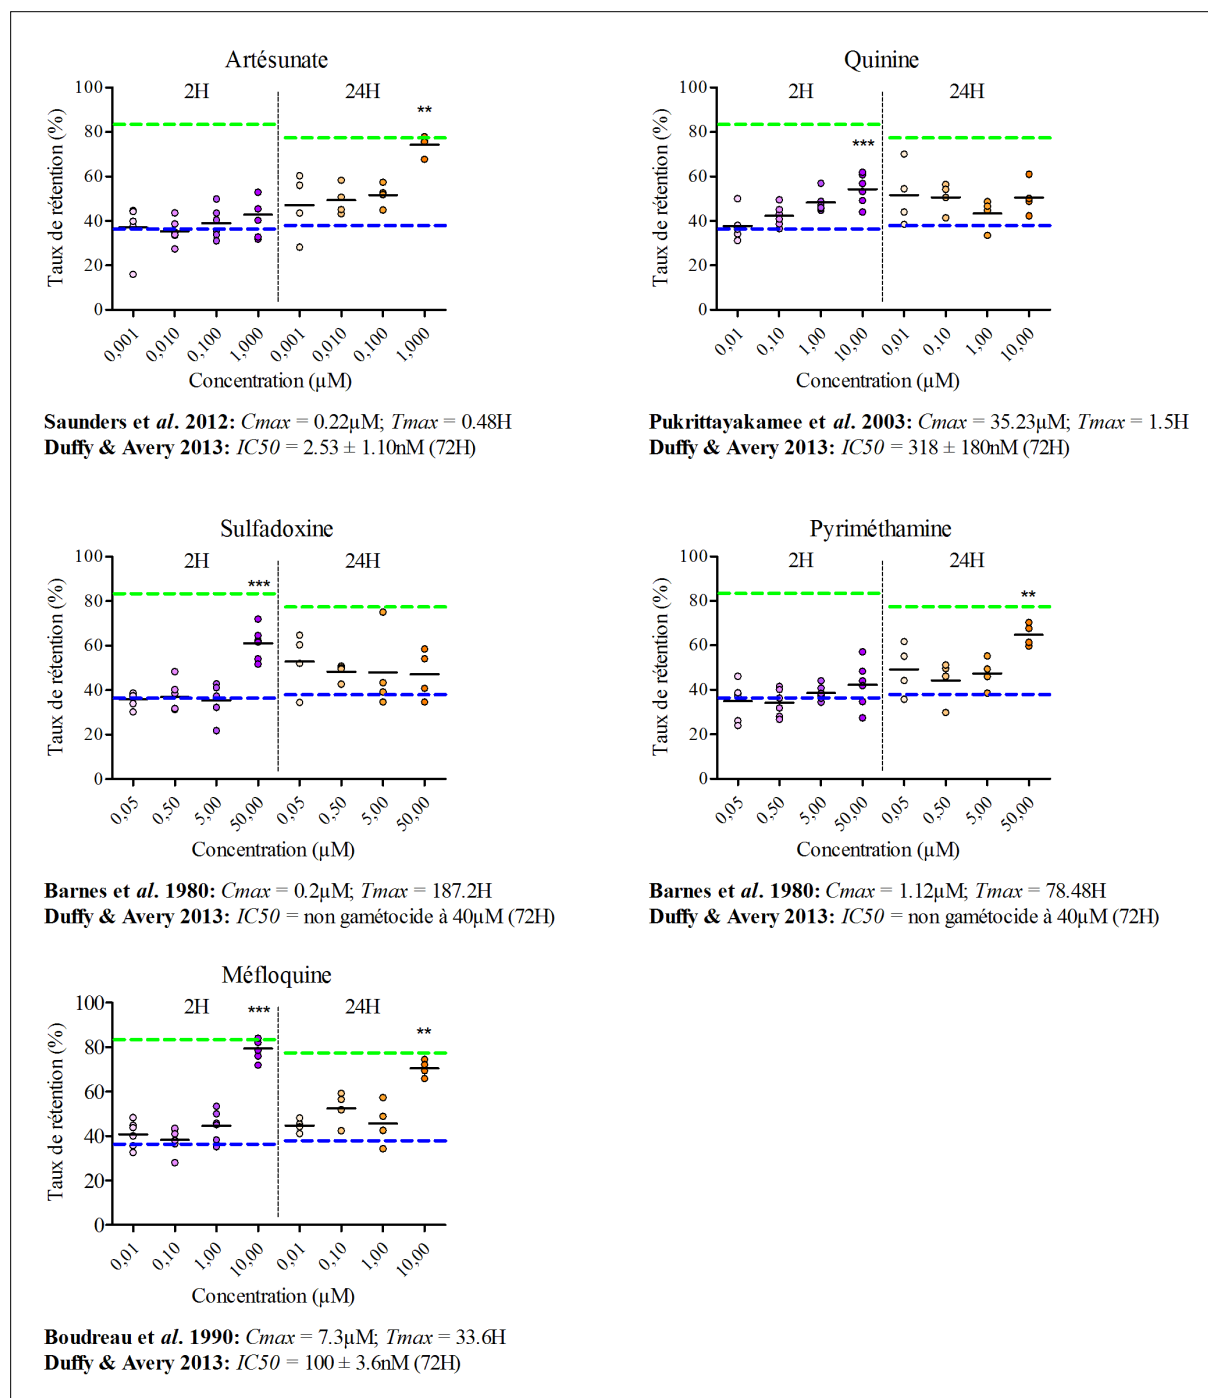 Artésunate
2H 24H
**
Taux de rétention (%)
100
80
60
40
20
0
0,001 0,010 0,100 1,000 0,001 0,010 0,100 1,000
Concentration (µM)
Saunders et al. 2012: Cmax = 0.22µM; Tmax = 0.48H
Duffy & Avery 2013: IC50 = 2.53 ± 1.10nM (72H)
Quinine
2H 24H
***
Taux de rétention (%)
100
80
60
40
20
0
0,01 0,10 1,00 10,00 0,01 0,10 1,00 10,00
Concentration (µM)
Pukrittayakamee et al. 2003: Cmax = 35.23µM; Tmax = 1.5H
Duffy & Avery 2013: IC50 = 318 ± 180nM (72H)
Sulfadoxine
2H 24H
***
Taux de rétention (%)
100
80
60
40
20
0
0,05 0,50 5,00 50,00 0,05 0,50 5,00 50,00
Concentration (µM)
Barnes et al. 1980: Cmax = 0.2µM; Tmax = 187.2H
Duffy & Avery 2013: IC50 = non gamétocide à 40µM (72H)
Pyriméthamine
2H 24H
**
Taux de rétention (%)
100
80
60
40
20
0
0,05 0,50 5,00 50,00 0,05 0,50 5,00 50,00
Concentration (µM)
Barnes et al. 1980: Cmax = 1.12µM; Tmax = 78.48H
Duffy & Avery 2013: IC50 = non gamétocide à 40µM (72H)
Méfloquine
2H *** 24H
**
Taux de rétention (%)
100
80
60
40
20
0
0,01 0,10 1,00 10,00 0,01 0,10 1,00 10,00
Concentration (µM)
Boudreau et al. 1990: Cmax = 7.3µM; Tmax = 33.6H
Duffy & Avery 2013: IC50 = 100 ± 3.6nM (72H)